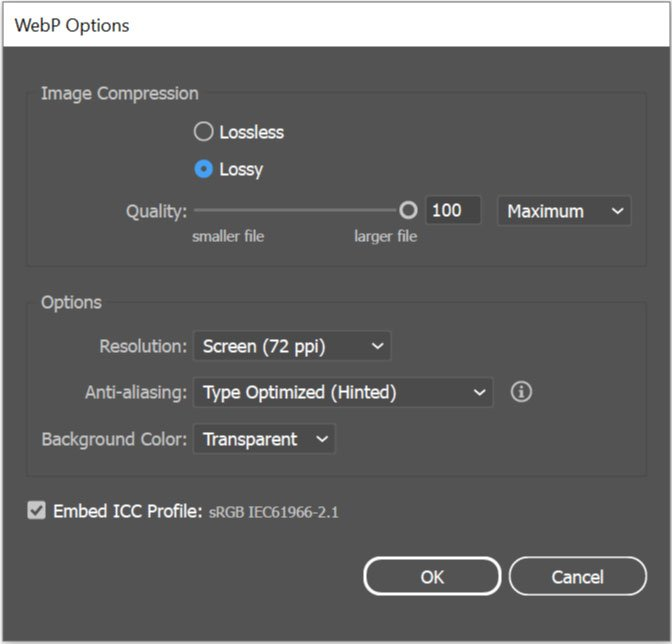 WebP Options
Image Compression
Lossless
Lossy
Quality: 100 Maximum
smaller file larger file
Options
Resolution: Screen (72 ppi)
Anti-aliasing: Type Optimized (Hinted)
Background Color: Transparent
Embed ICC Profile: sRGB IEC61966-2.1
OK Cancel